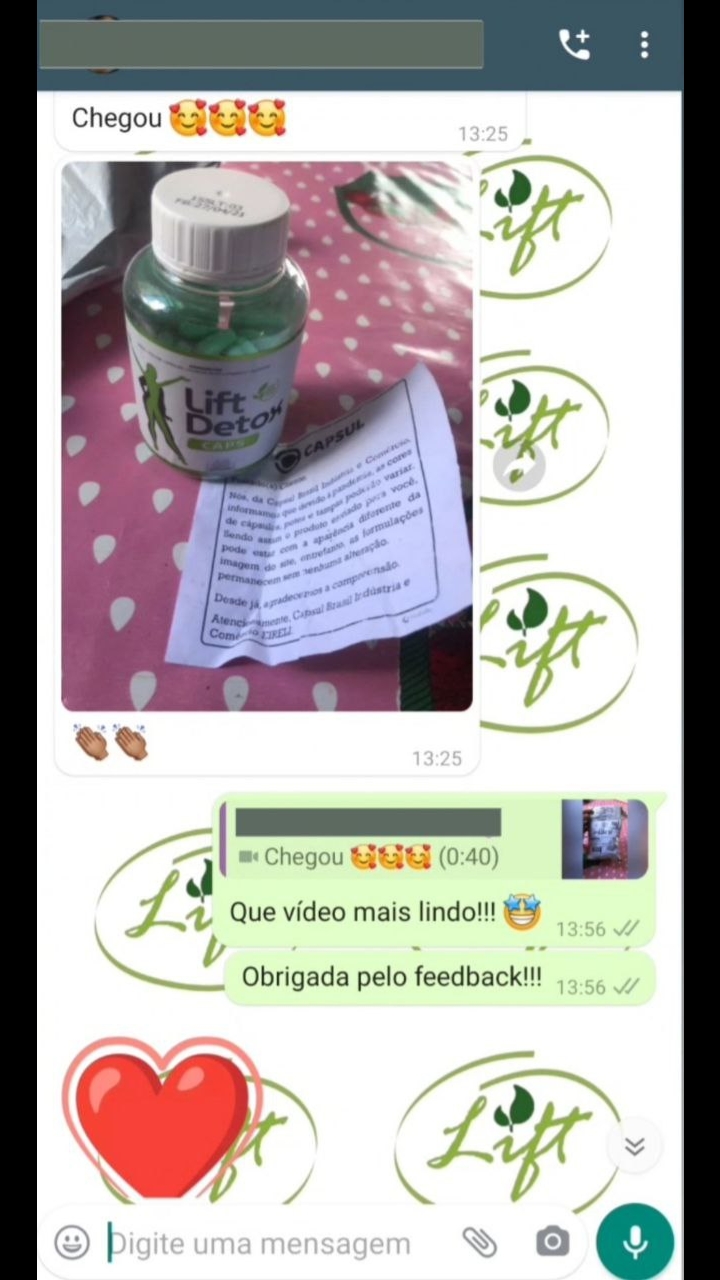 Chegou 🥰🥰🥰
13:25
Lift
Detox
CAPS
CAPSUL
Nós, da Capsul Brasil Indústria e Comércio,
informamos que devido a pandemia, as cores
de cápsulas, potes e tampas poderão variar.
Sendo assim o produto enviado para você,
pode estar com a aparência diferente da
imagem do site, entretanto, as formulações
permanecem sem nenhuma alteração.
Desde já, agradecemos a compreensão.
Atenciosamente, Capsul Brasil Indústria e
Comércio EIRELI
👏🏽👏🏽
13:25
Lift
Lift
Lift
Chegou 🥰🥰🥰 (0:40)
Que vídeo mais lindo!!! 🤩
13:56
Obrigada pelo feedback!!!
13:56
Lift
Digite uma mensagem